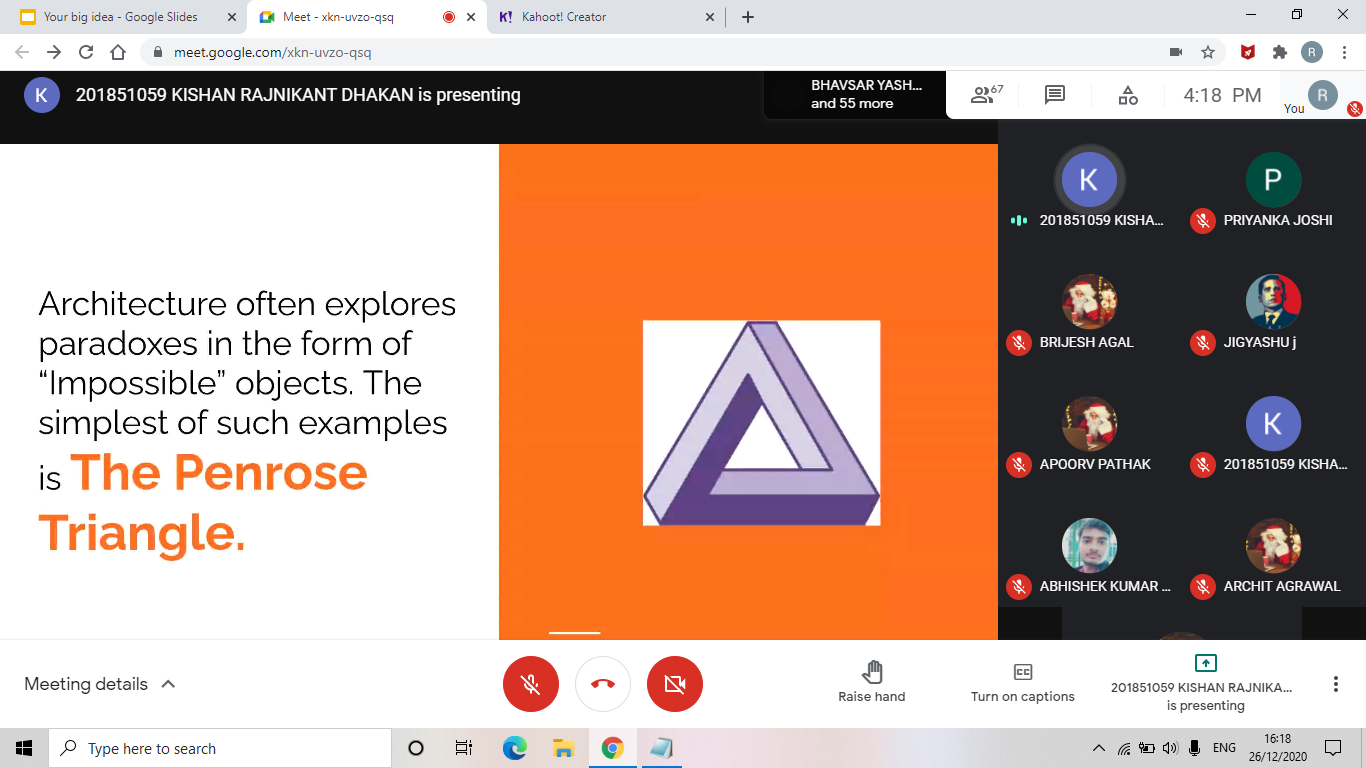 Your big idea - Google Slides
Meet - xkn-uvzo-qsq
K! Kahoot! Creator
meet.google.com/xkn-uvzo-qsq
R
K 201851059 KISHAN RAJNIKANT DHAKAN is presenting
BHAVSAR YASH...
and 55 more
67
4:18 PM
You R
Architecture often explores
paradoxes in the form of
“Impossible” objects. The
simplest of such examples
is The Penrose
Triangle.
K
201851059 KISHA...
P
PRIYANKA JOSHI
BRIJESH AGAL
JIGYASHU j
APOORV PATHAK
K
201851059 KISHA...
ABHISHEK KUMAR ...
ARCHIT AGRAWAL
Meeting details
Raise hand
CC
Turn on captions
201851059 KISHAN RAJNIKA...
is presenting
Type here to search
ENG
16:18
26/12/2020